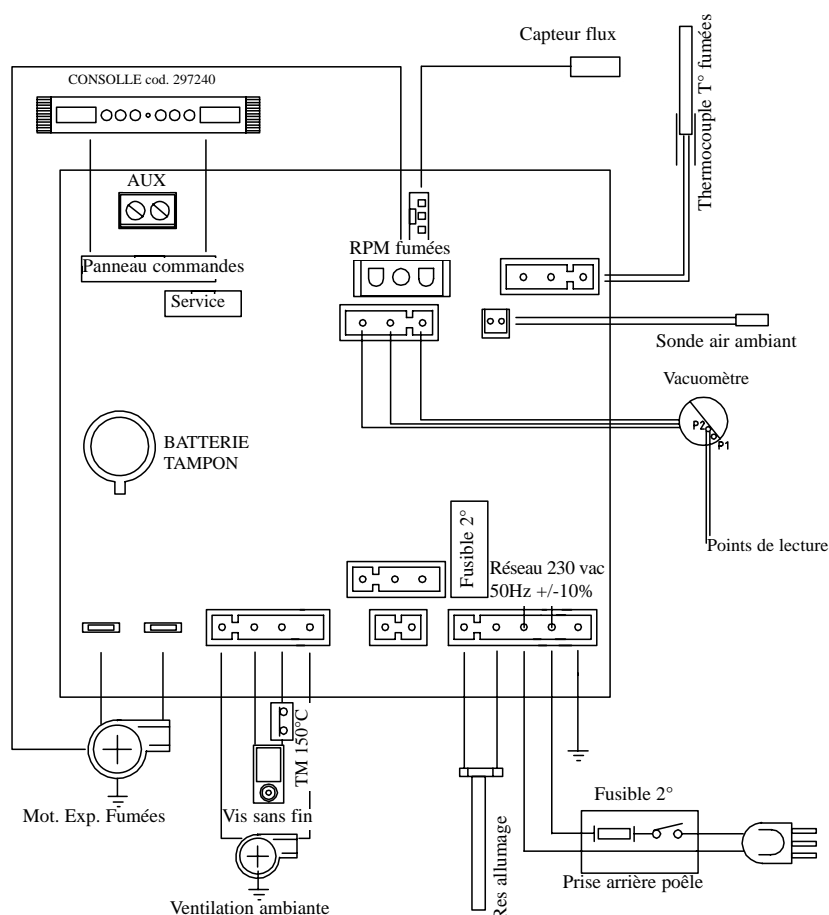 Capteur flux
Thermocouple T° fumées
CONSOLLE cod. 297240
AUX
RPM fumées
Panneau commandes
Service
Sonde air ambiant
Vacuomètre
P2
P1
BATTERIE
TAMPON
Points de lecture
Fusible 2°
Réseau 230 vac
50Hz +/-10%
TM 150°C
Mot. Exp. Fumées
Vis sans fin
Fusible 2°
Res allumage
Prise arrière poêle
Ventilation ambiante